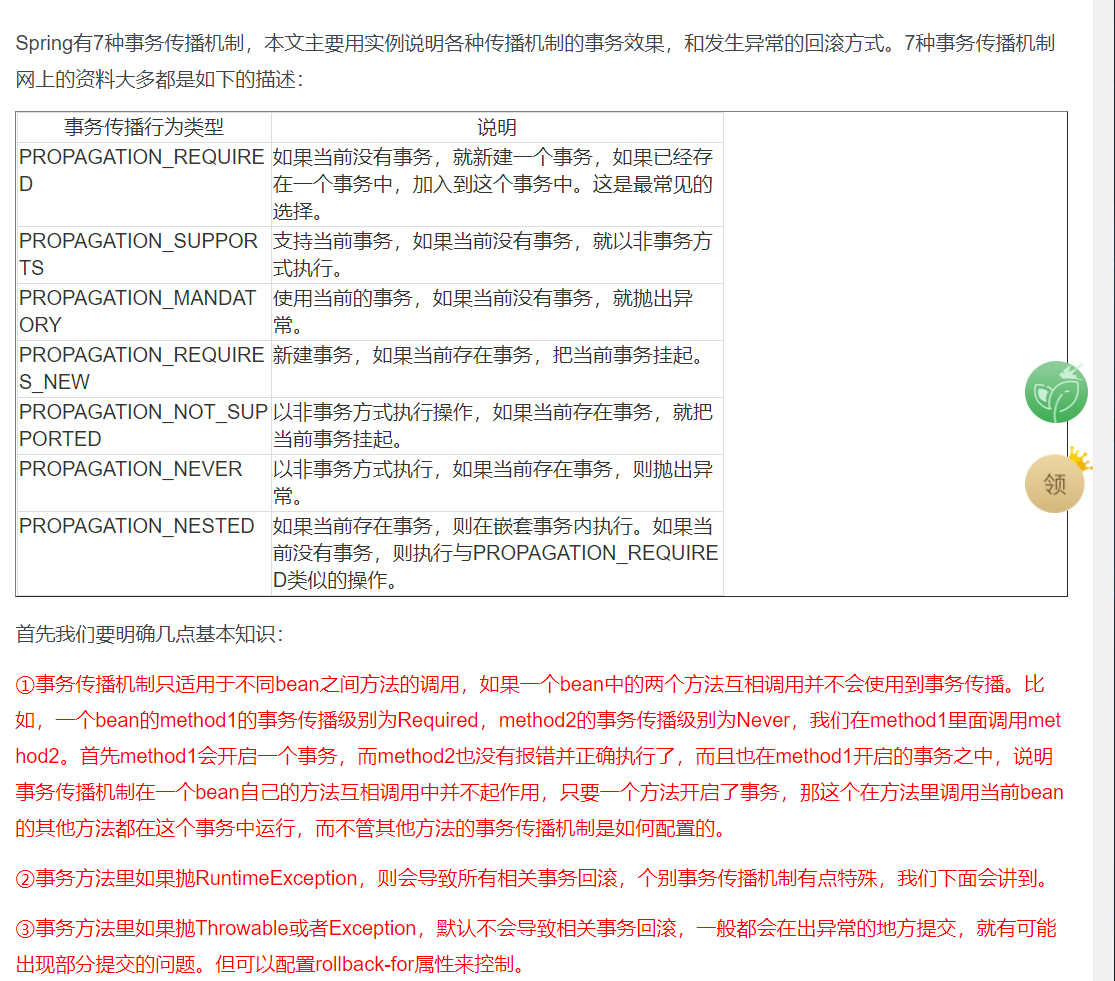 Spring有7种事务传播机制，本文主要用实例说明各种传播机制的事务效果，和发生异常的回滚方式。7种事务传播机制
网上的资料大多都是如下的描述：
事务传播行为类型 说明
PROPAGATION_REQUIRE 如果当前没有事务，就新建一个事务，如果已经存
D 在一个事务中，加入到这个事务中。这是最常见的
选择。
PROPAGATION_SUPPOR 支持当前事务，如果当前没有事务，就以非事务方
TS 式执行。
PROPAGATION_MANDAT 使用当前的事务，如果当前没有事务，就抛出异
ORY 常。
PROPAGATION_REQUIRE 新建事务，如果当前存在事务，把当前事务挂起。
S_NEW
PROPAGATION_NOT_SUP 以非事务方式执行操作，如果当前存在事务，就把
PORTED 当前事务挂起。
PROPAGATION_NEVER 以非事务方式执行，如果当前存在事务，则抛出异
常。
PROPAGATION_NESTED 如果当前存在事务，则在嵌套事务内执行。如果当
前没有事务，则执行与PROPAGATION_REQUIRE
D类似的操作。
领
首先我们要明确几点基本知识：
①事务传播机制只适用于不同bean之间方法的调用，如果一个bean中的两个方法互相调用并不会使用到事务传播。比
如，一个bean的method1的事务传播级别为Required，method2的事务传播级别为Never，我们在method1里面调用met
hod2。首先method1会开启一个事务，而method2也没有报错并正确执行了，而且也在method1开启的事务之中，说明
事务传播机制在一个bean自己的方法互相调用中并不起作用，只要一个方法开启了事务，那这个在方法里调用当前bean
的其他方法都在这个事务中运行，而不管其他方法的事务传播机制是如何配置的。
②事务方法里如果抛RuntimeException，则会导致所有相关事务回滚，个别事务传播机制有点特殊，我们下面会讲到。
③事务方法里如果抛Throwable或者Exception，默认不会导致相关事务回滚，一般都会在出异常的地方提交，就有可能
出现部分提交的问题。但可以配置rollback-for属性来控制。